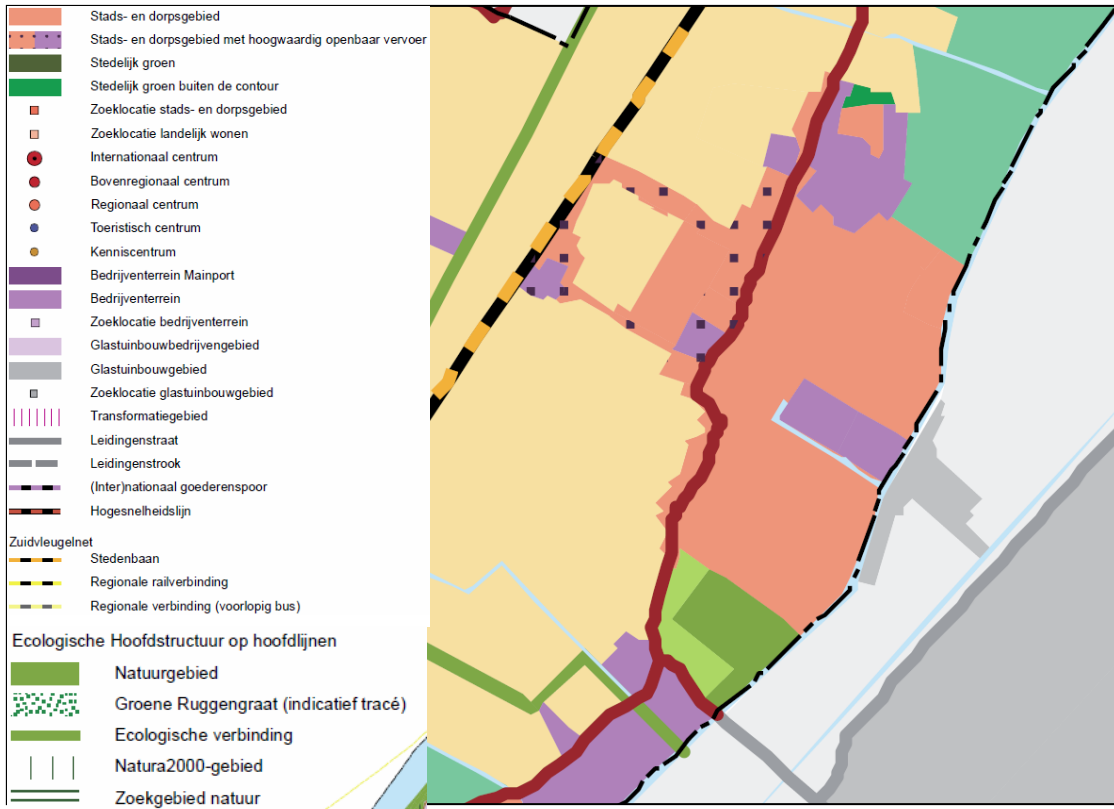 Stads- en dorpsgebied
Stads- en dorpsgebied met hoogwaardig openbaar vervoer
Stedelijk groen
Stedelijk groen buiten de contour
Zoeklocatie stads- en dorpsgebied
Zoeklocatie landelijk wonen
Internationaal centrum
Bovenregionaal centrum
Regionaal centrum
Toeristisch centrum
Kenniscentrum
Bedrijventerrein Mainport
Bedrijventerrein
Zoeklocatie bedrijventerrein
Glastuinbouwbedrijvengebied
Glastuinbouwgebied
Zoeklocatie glastuinbouwgebied
Transformatiegebied
Leidingenstraat
Leidingenstrook
(Inter)nationaal goederenspoor
Hogesnelheidslijn
Zuidvleugelnet
Stedenbaan
Regionale railverbinding
Regionale verbinding (voorlopig bus)
Ecologische Hoofdstructuur op hoofdlijnen
Natuurgebied
Groene Ruggengraat (indicatief tracé)
Ecologische verbinding
Natura2000-gebied
Zoekgebied natuur